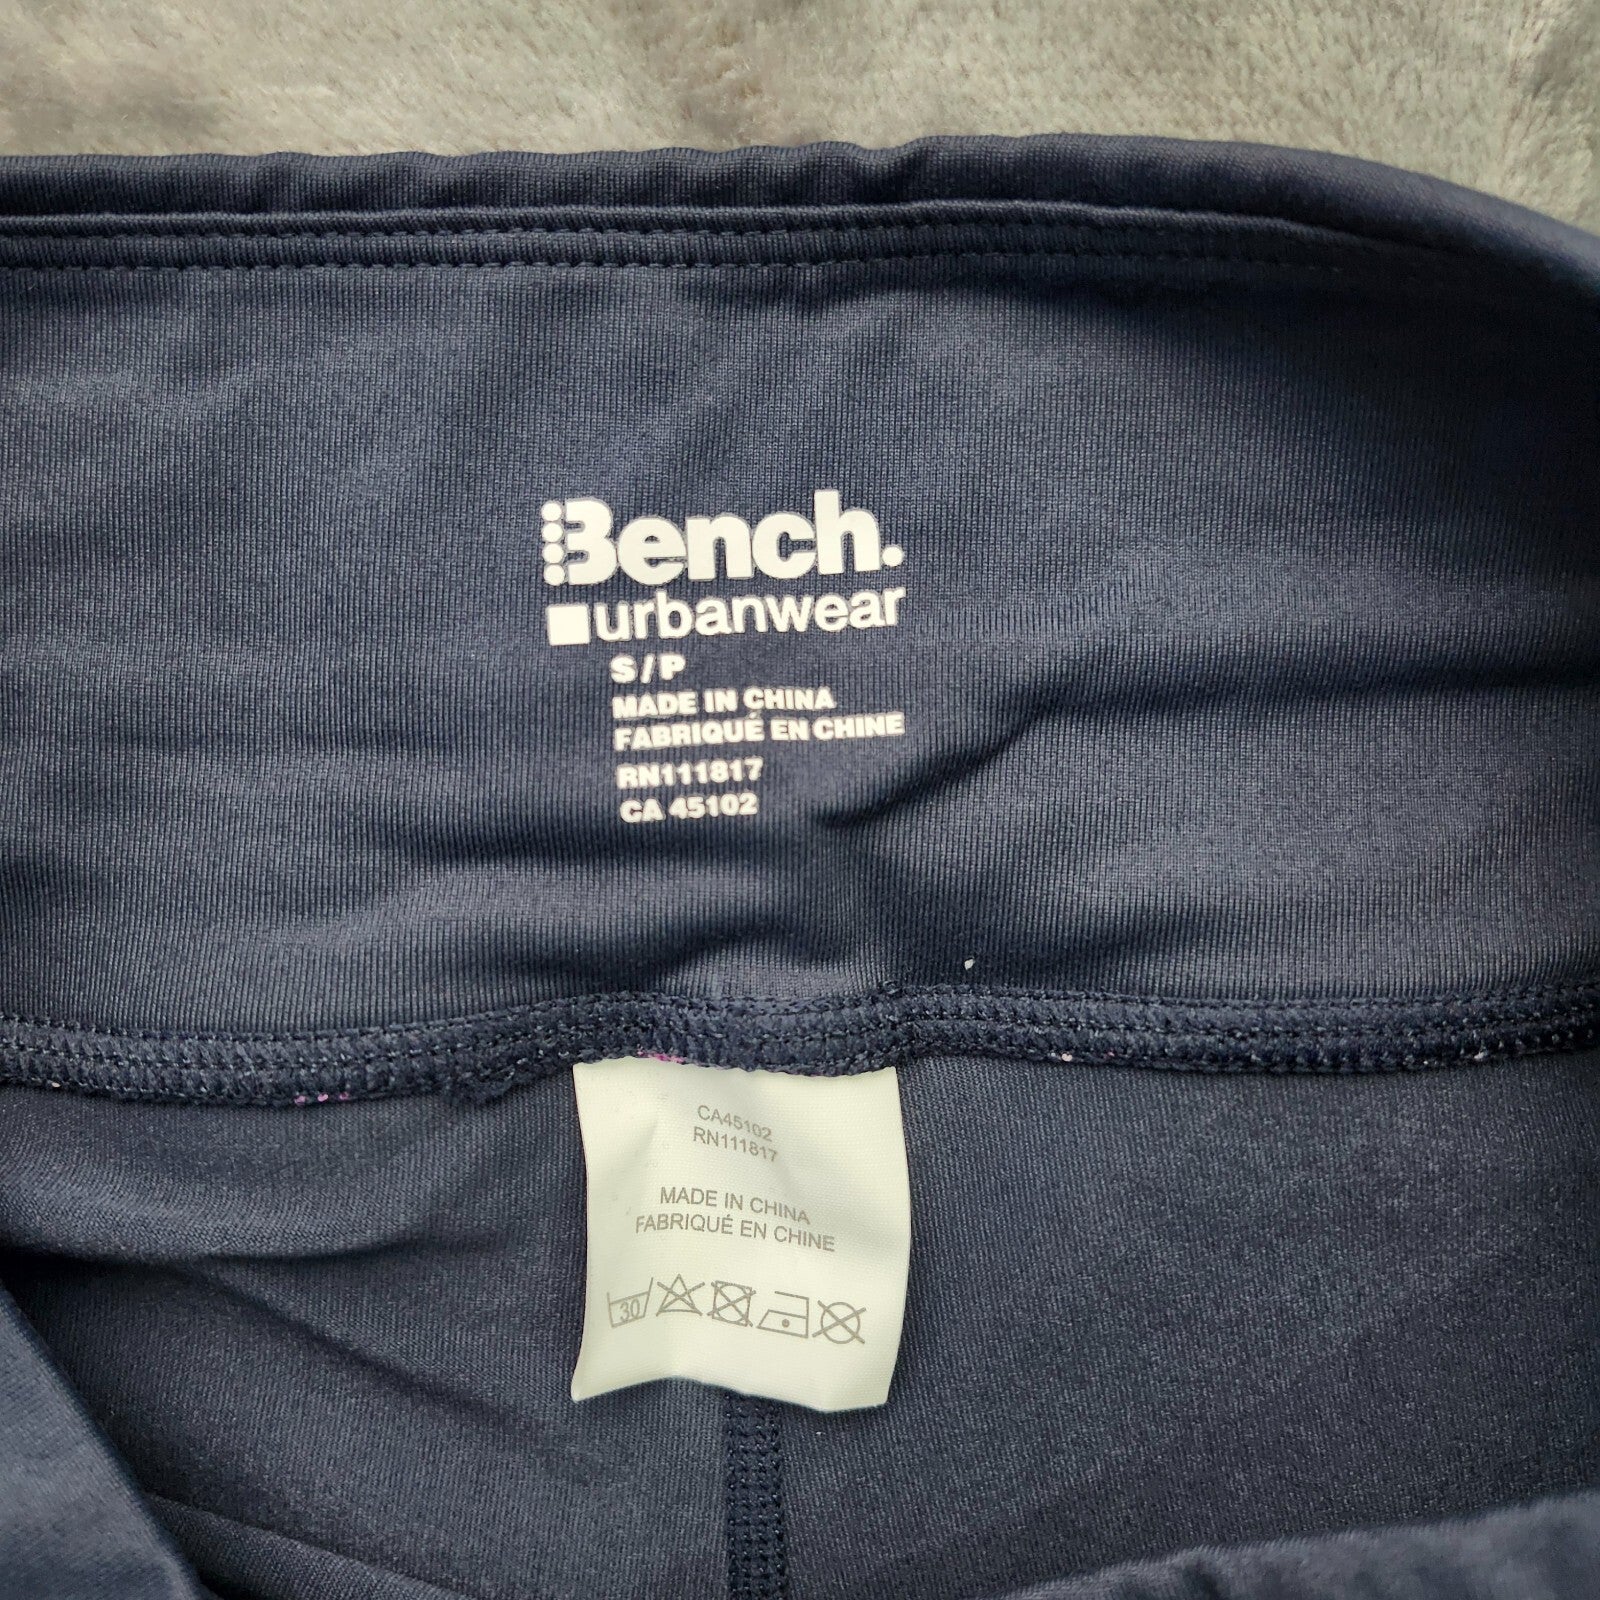 Bench.
urbanwear
S/P
MADE IN CHINA
FABRIQUÉ EN CHINE
RN111817
CA 45102
CA45102
RN111817
MADE IN CHINA
FABRIQUÉ EN CHINE
30